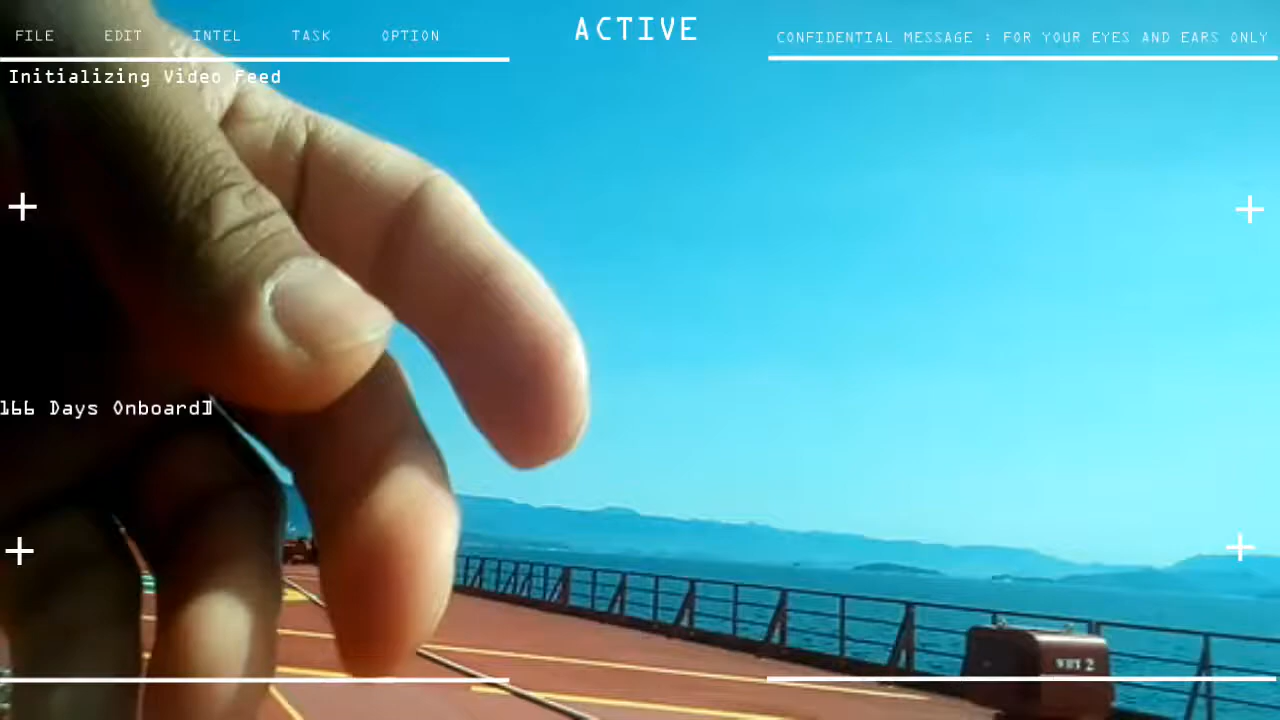 FILE EDIT INTEL TASK OPTION
ACTIVE
CONFIDENTIAL MESSAGE : FOR YOUR EYES AND EARS ONLY
Initializing Video Feed
166 Days Onboard
2